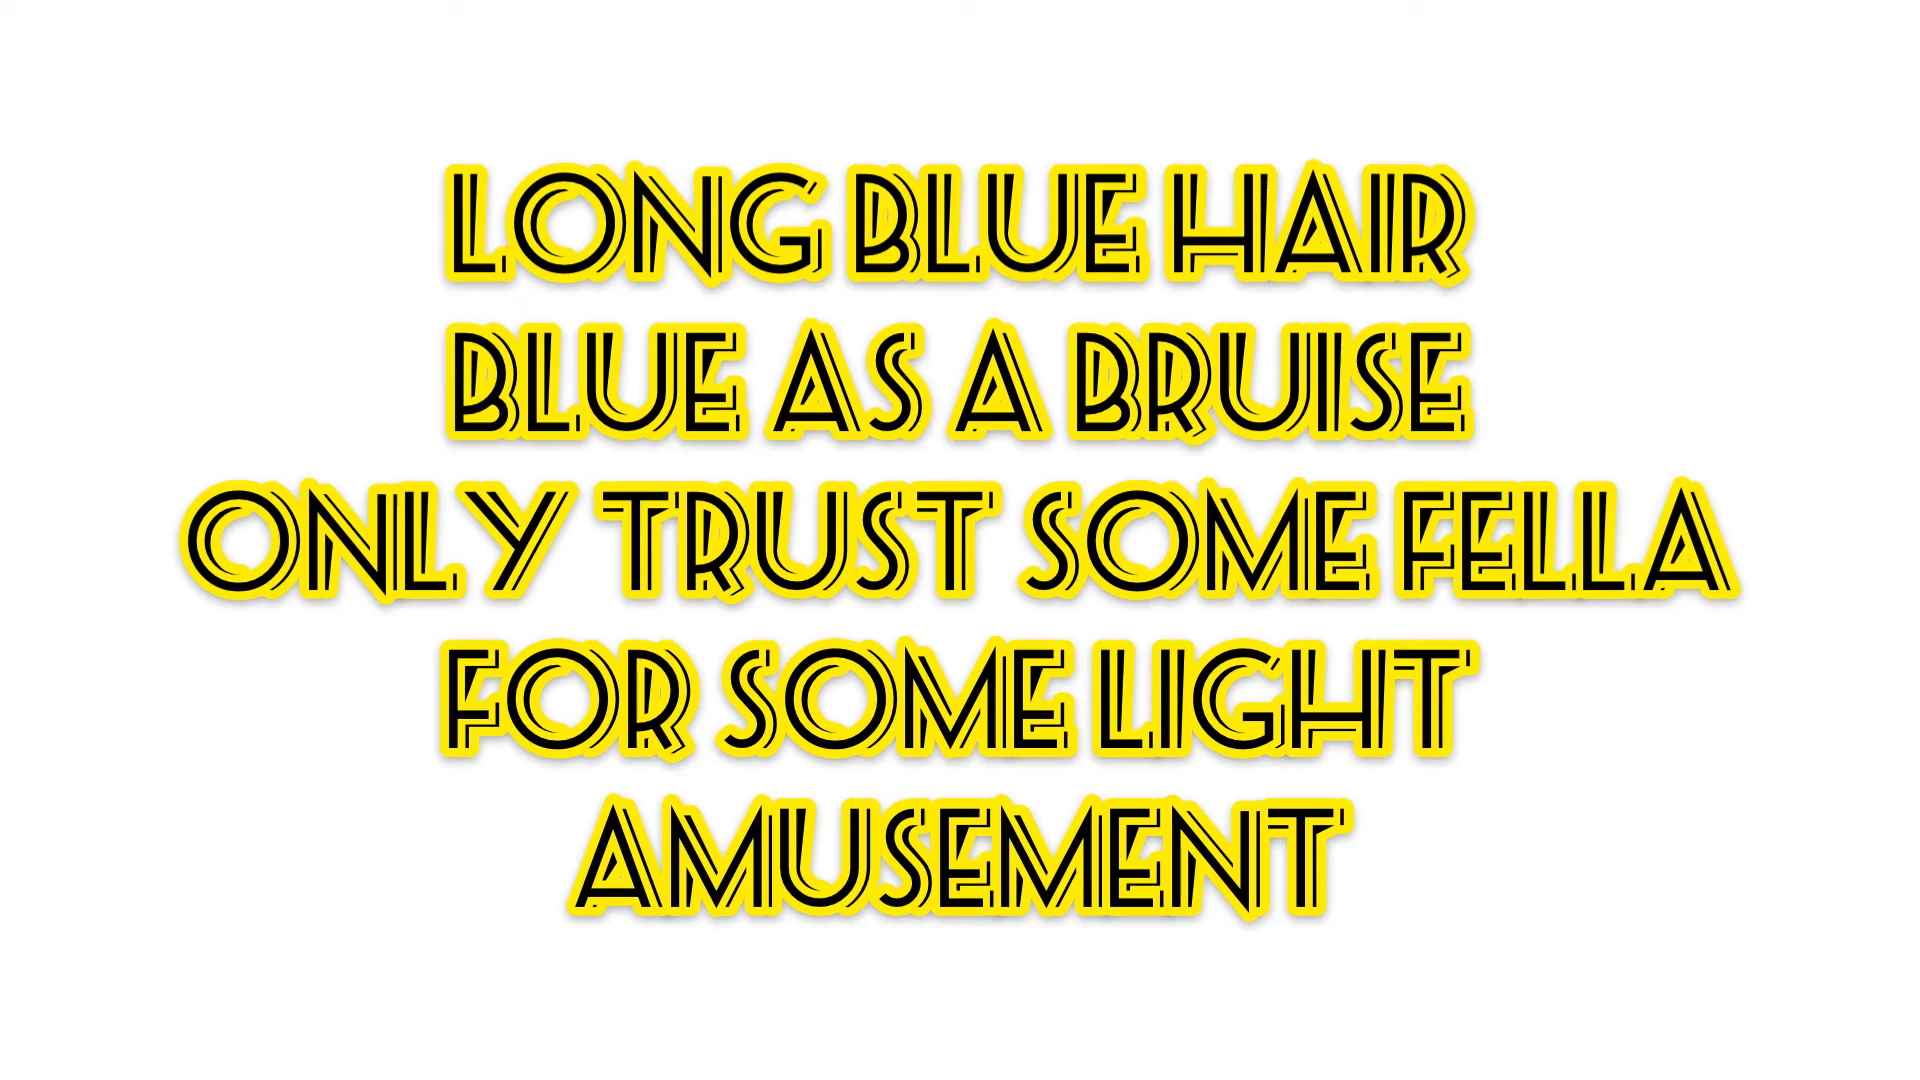 LONG BLUE HAIR
BLUE AS A BRUISE
ONLY TRUST SOME FELLA
FOR SOME LIGHT
AMUSEMENT